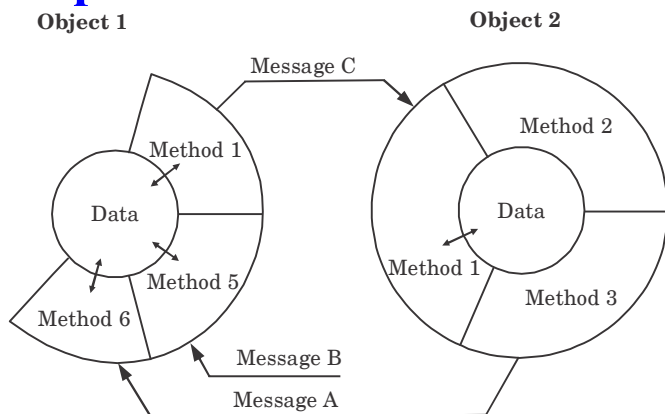 Object 1
Object 2
Message C
Method 1
Method 2
Data
Data
Method 5
Method 1
Method 6
Method 3
Message B
Message A